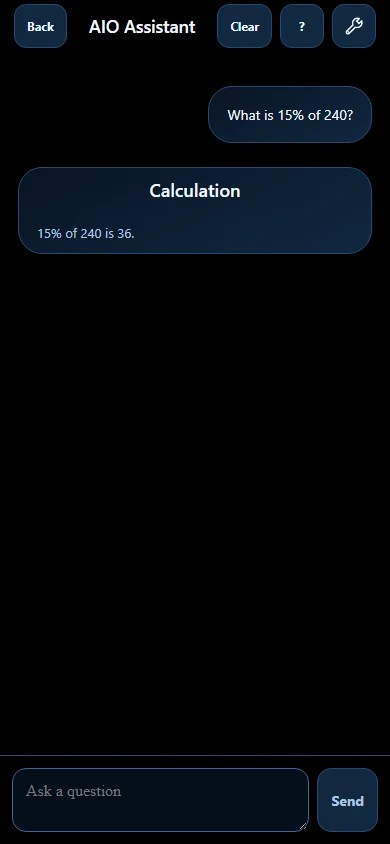 Back
AIO Assistant
Clear
?
What is 15% of 240?
Calculation
15% of 240 is 36.
Ask a question
Send